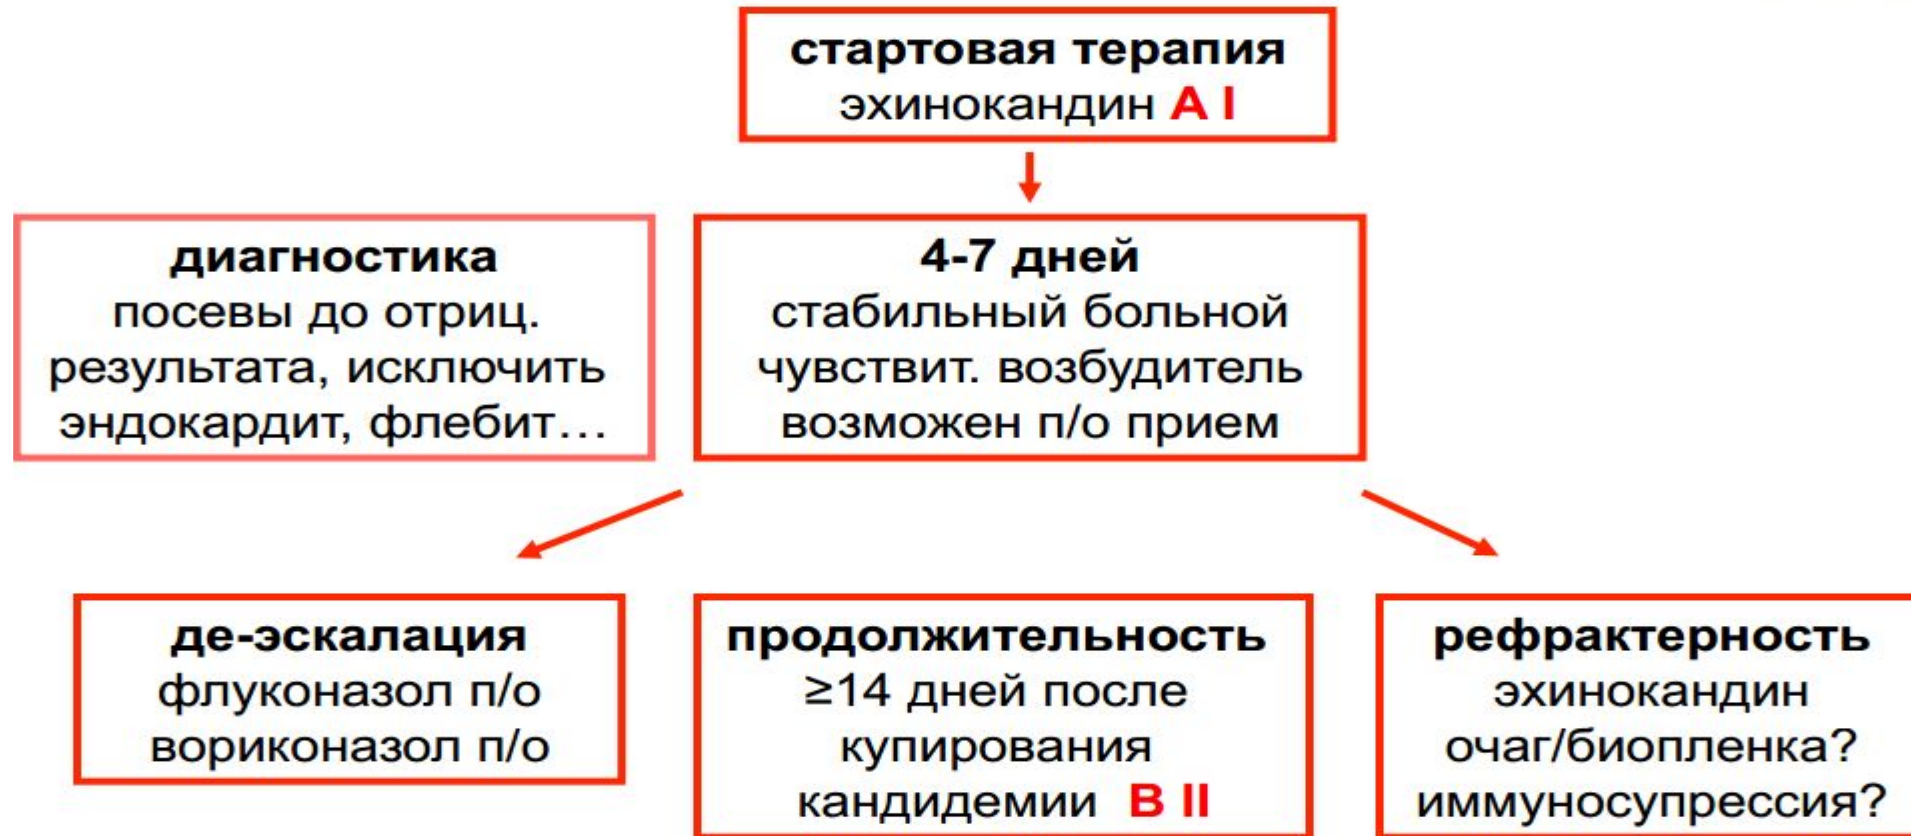 стартовая терапия
эхинокандин A I
диагностика
посевы до отриц.
результата, исключить
эндокардит, флебит…
4-7 дней
стабильный больной
чувствит. возбудитель
возможен п/о прием
де-эскалация
флуконазол п/о
вориконазол п/о
продолжительность
≥14 дней после
купирования
кандидемии B II
рефрактерность
эхинокандин
очаг/биопленка?
иммуносупрессия?